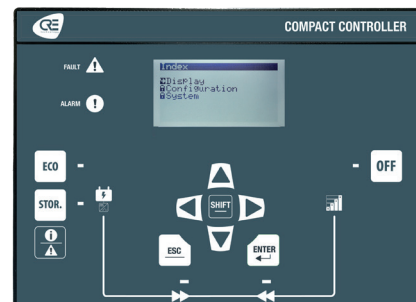 CRE
COMPACT CONTROLLER
FAULT
ALARM
Index
Display
Configuration
System
ECO
OFF
STOR.
SHIFT
ESC
ENTER